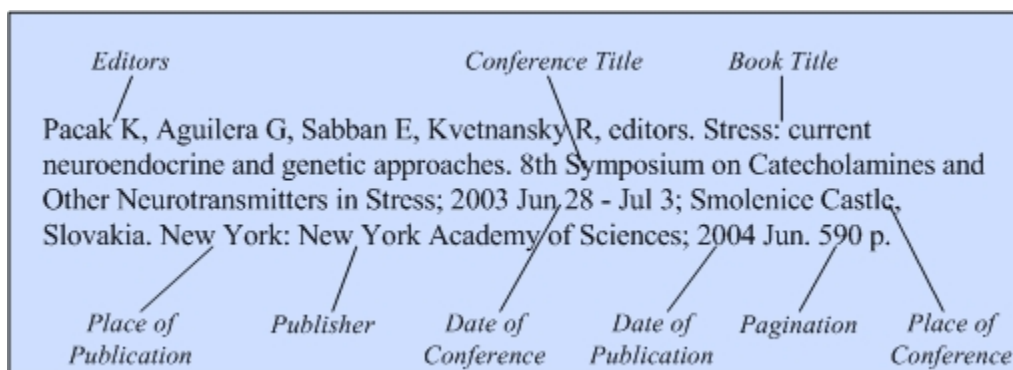 Editors Conference Title Book Title
Pacak K, Aguilera G, Sabban E, Kvetnansky R, editors. Stress: current
neuroendocrine and genetic approaches. 8th Symposium on Catecholamines and
Other Neurotransmitters in Stress; 2003 Jun 28 - Jul 3; Smolenice Castle,
Slovakia. New York: New York Academy of Sciences; 2004 Jun. 590 p.
Place of Publisher Date of Date of Pagination Place of
Publication Conference Publication Conference